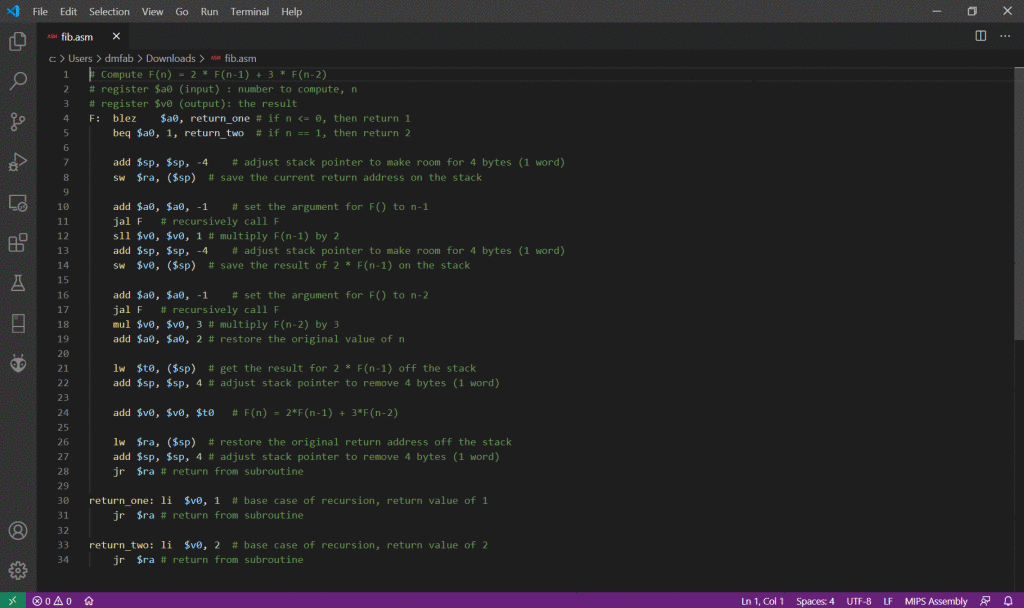 File Edit Selection View Go Run Terminal Help
ASM fib.asm
c: > Users > dmfab > Downloads > ASM fib.asm
1 # Compute F(n) = 2 * F(n-1) + 3 * F(n-2)
2 # register $a0 (input) : number to compute, n
3 # register $v0 (output): the result
4 F: blez $a0, return_one # if n <= 0, then return 1
5 beq $a0, 1, return_two # if n == 1, then return 2
6
7 add $sp, $sp, -4 # adjust stack pointer to make room for 4 bytes (1 word)
8 sw $ra, ($sp) # save the current return address on the stack
9
10 add $a0, $a0, -1 # set the argument for F() to n-1
11 jal F # recursively call F
12 sll $v0, $v0, 1 # multiply F(n-1) by 2
13 add $sp, $sp, -4 # adjust stack pointer to make room for 4 bytes (1 word)
14 sw $v0, ($sp) # save the result of 2 * F(n-1) on the stack
15
16 add $a0, $a0, -1 # set the argument for F() to n-2
17 jal F # recursively call F
18 mul $v0, $v0, 3 # multiply F(n-2) by 3
19 add $a0, $a0, 2 # restore the original value of n
20
21 lw $t0, ($sp) # get the result for 2 * F(n-1) off the stack
22 add $sp, $sp, 4 # adjust stack pointer to remove 4 bytes (1 word)
23
24 add $v0, $v0, $t0 # F(n) = 2*F(n-1) + 3*F(n-2)
25
26 lw $ra, ($sp) # restore the original return address off the stack
27 add $sp, $sp, 4 # adjust stack pointer to remove 4 bytes (1 word)
28 jr $ra # return from subroutine
29
30 return_one: li $v0, 1 # base case of recursion, return value of 1
31 jr $ra # return from subroutine
32
33 return_two: li $v0, 2 # base case of recursion, return value of 2
34 jr $ra # return from subroutine
0 0 Ln 1, Col 1 Spaces: 4 UTF-8 LF MIPS Assembly